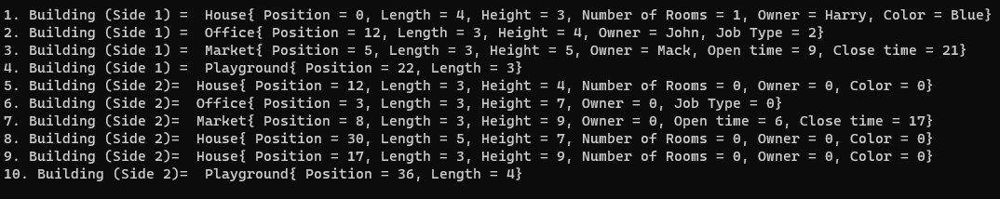 1. Building (Side 1) =  House{ Position = 0, Length = 4, Height = 3, Number of Rooms = 1, Owner = Harry, Color = Blue}
2. Building (Side 1) =  Office{ Position = 12, Length = 3, Height = 4, Owner = John, Job Type = 2}
3. Building (Side 1) =  Market{ Position = 5, Length = 3, Height = 5, Owner = Mack, Open time = 9, Close time = 21}
4. Building (Side 1) =  Playground{ Position = 22, Length = 3}
5. Building (Side 2)=  House{ Position = 12, Length = 3, Height = 4, Number of Rooms = 0, Owner = 0, Color = 0}
6. Building (Side 2)=  Office{ Position = 3, Length = 3, Height = 7, Owner = 0, Job Type = 0}
7. Building (Side 2)=  Market{ Position = 8, Length = 3, Height = 9, Owner = 0, Open time = 6, Close time = 17}
8. Building (Side 2)=  House{ Position = 30, Length = 5, Height = 7, Number of Rooms = 0, Owner = 0, Color = 0}
9. Building (Side 2)=  House{ Position = 17, Length = 3, Height = 9, Number of Rooms = 0, Owner = 0, Color = 0}
10. Building (Side 2)=  Playground{ Position = 36, Length = 4}